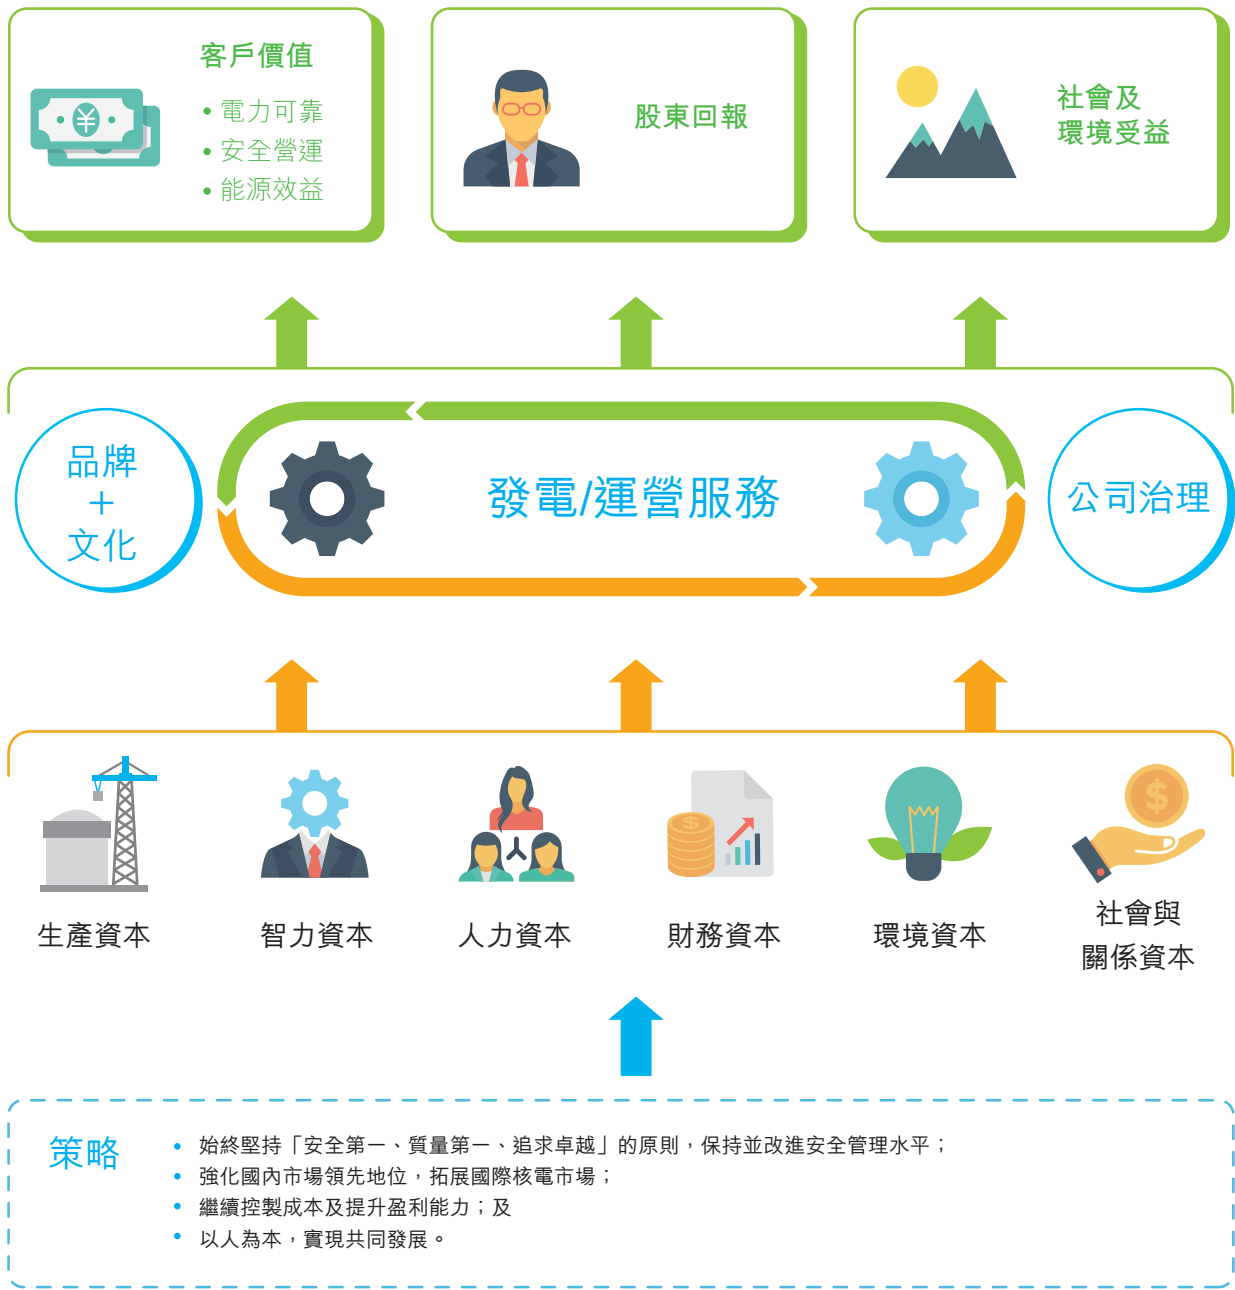 客戶價值
• 電力可靠
• 安全營運
• 能源效益
股東回報
社會及
環境受益
品牌
+
文化
發電/運營服務
公司治理
生產資本
智力資本
人力資本
財務資本
環境資本
社會與
關係資本
策略
• 始終堅持「安全第一、質量第一、追求卓越」的原則，保持並改進安全管理水平；
• 強化國內市場領先地位，拓展國際核電市場；
• 繼續控製成本及提升盈利能力；及
• 以人為本，實現共同發展。